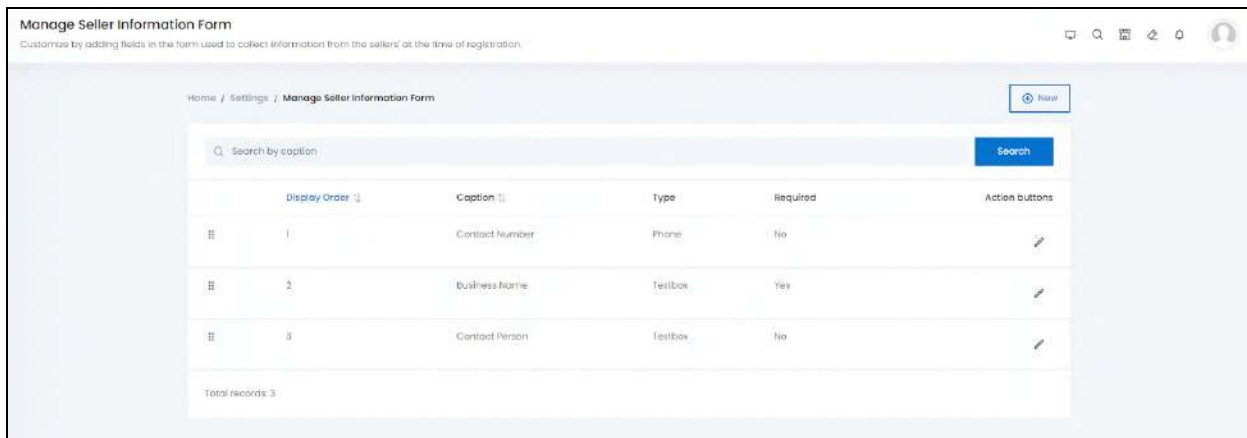 Manage Seller Information Form
Customize by adding fields in the form used to collect information from the sellers' at the time of registration.
Home / Settings / Manage Seller Information Form
New
Search by caption
Search
Display Order Caption Type Required Action buttons
1 Contact Number Phone No
2 Business Name Textbox Yes
3 Contact Person Textbox No
Total records: 3